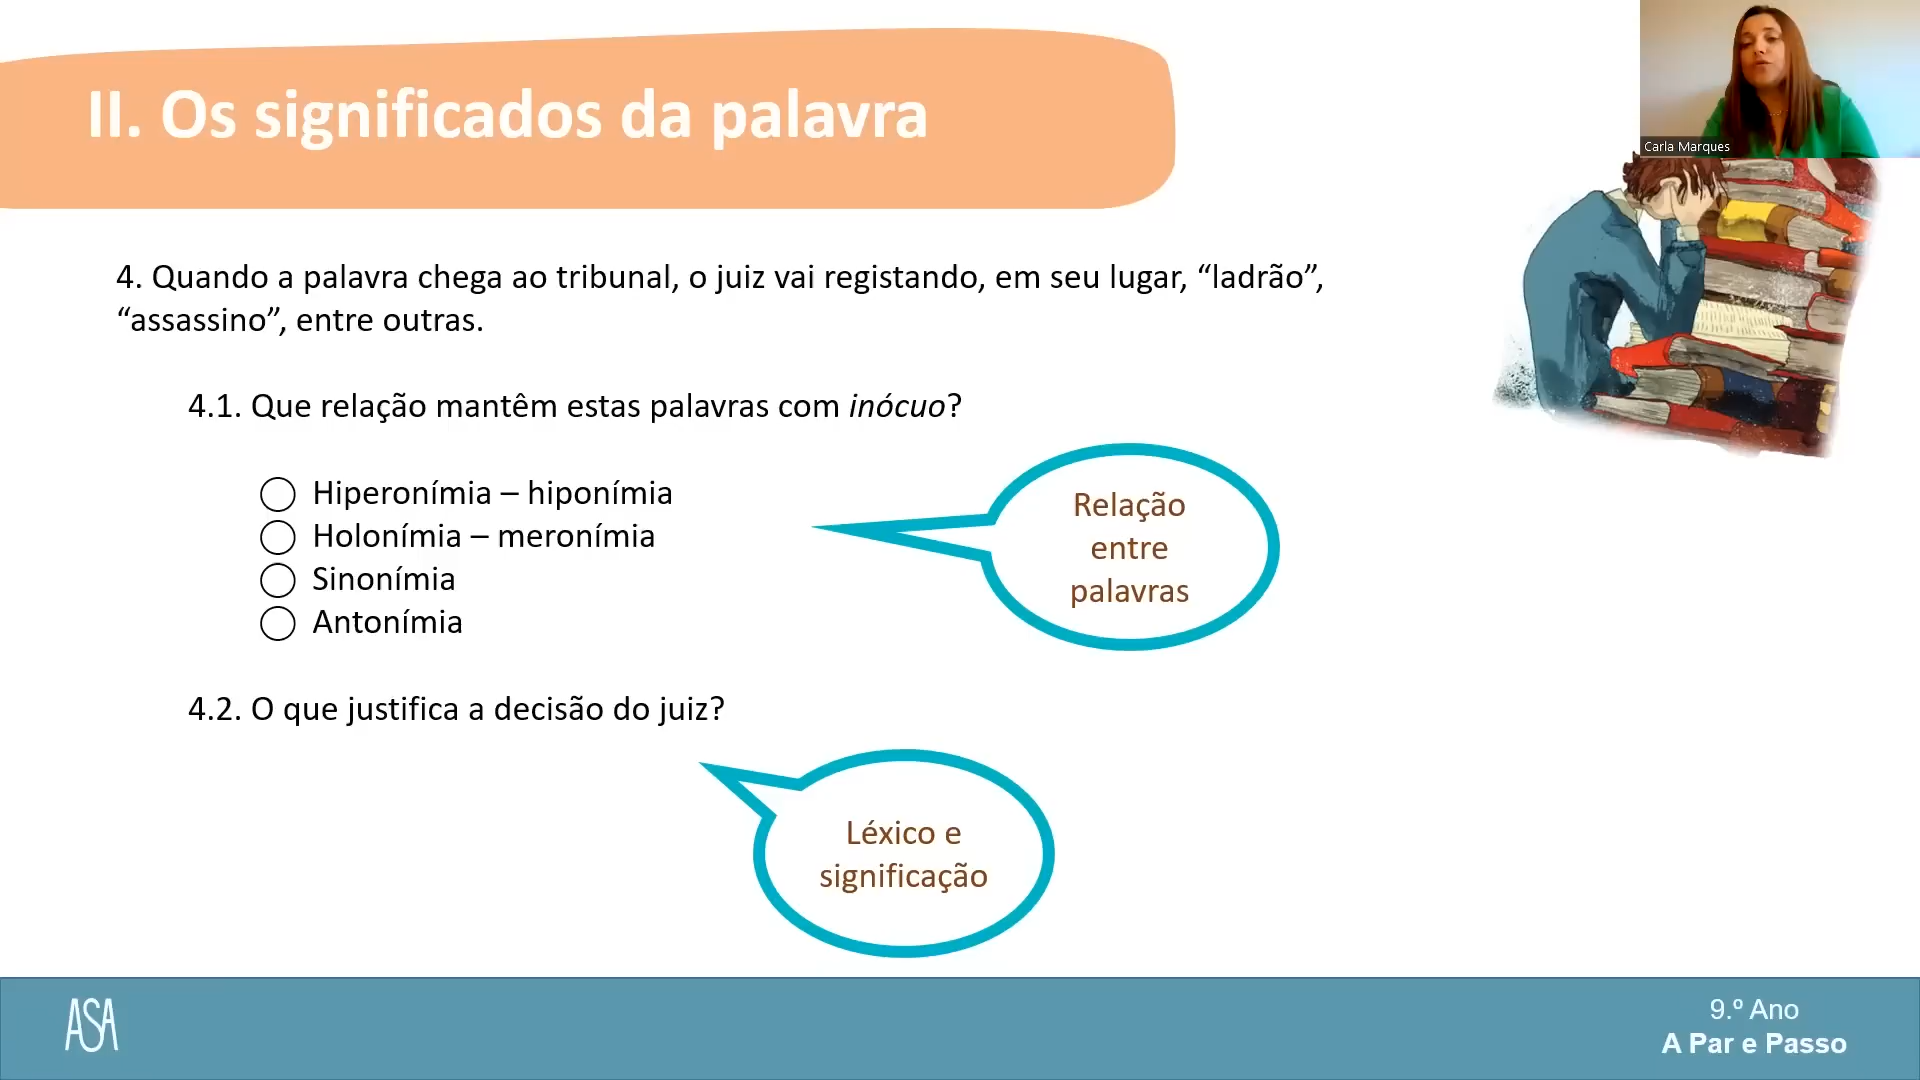 II. Os significados da palavra
Carla Marques
4. Quando a palavra chega ao tribunal, o juiz vai registando, em seu lugar, “ladrão”,
“assassino”, entre outras.
4.1. Que relação mantêm estas palavras com inócuo?
Hiperonímia – hiponímia
Holonímia – meronímia
Sinonímia
Antonímia
Relação
entre
palavras
4.2. O que justifica a decisão do juiz?
Léxico e
significação
ASA
9.º Ano
A Par e Passo